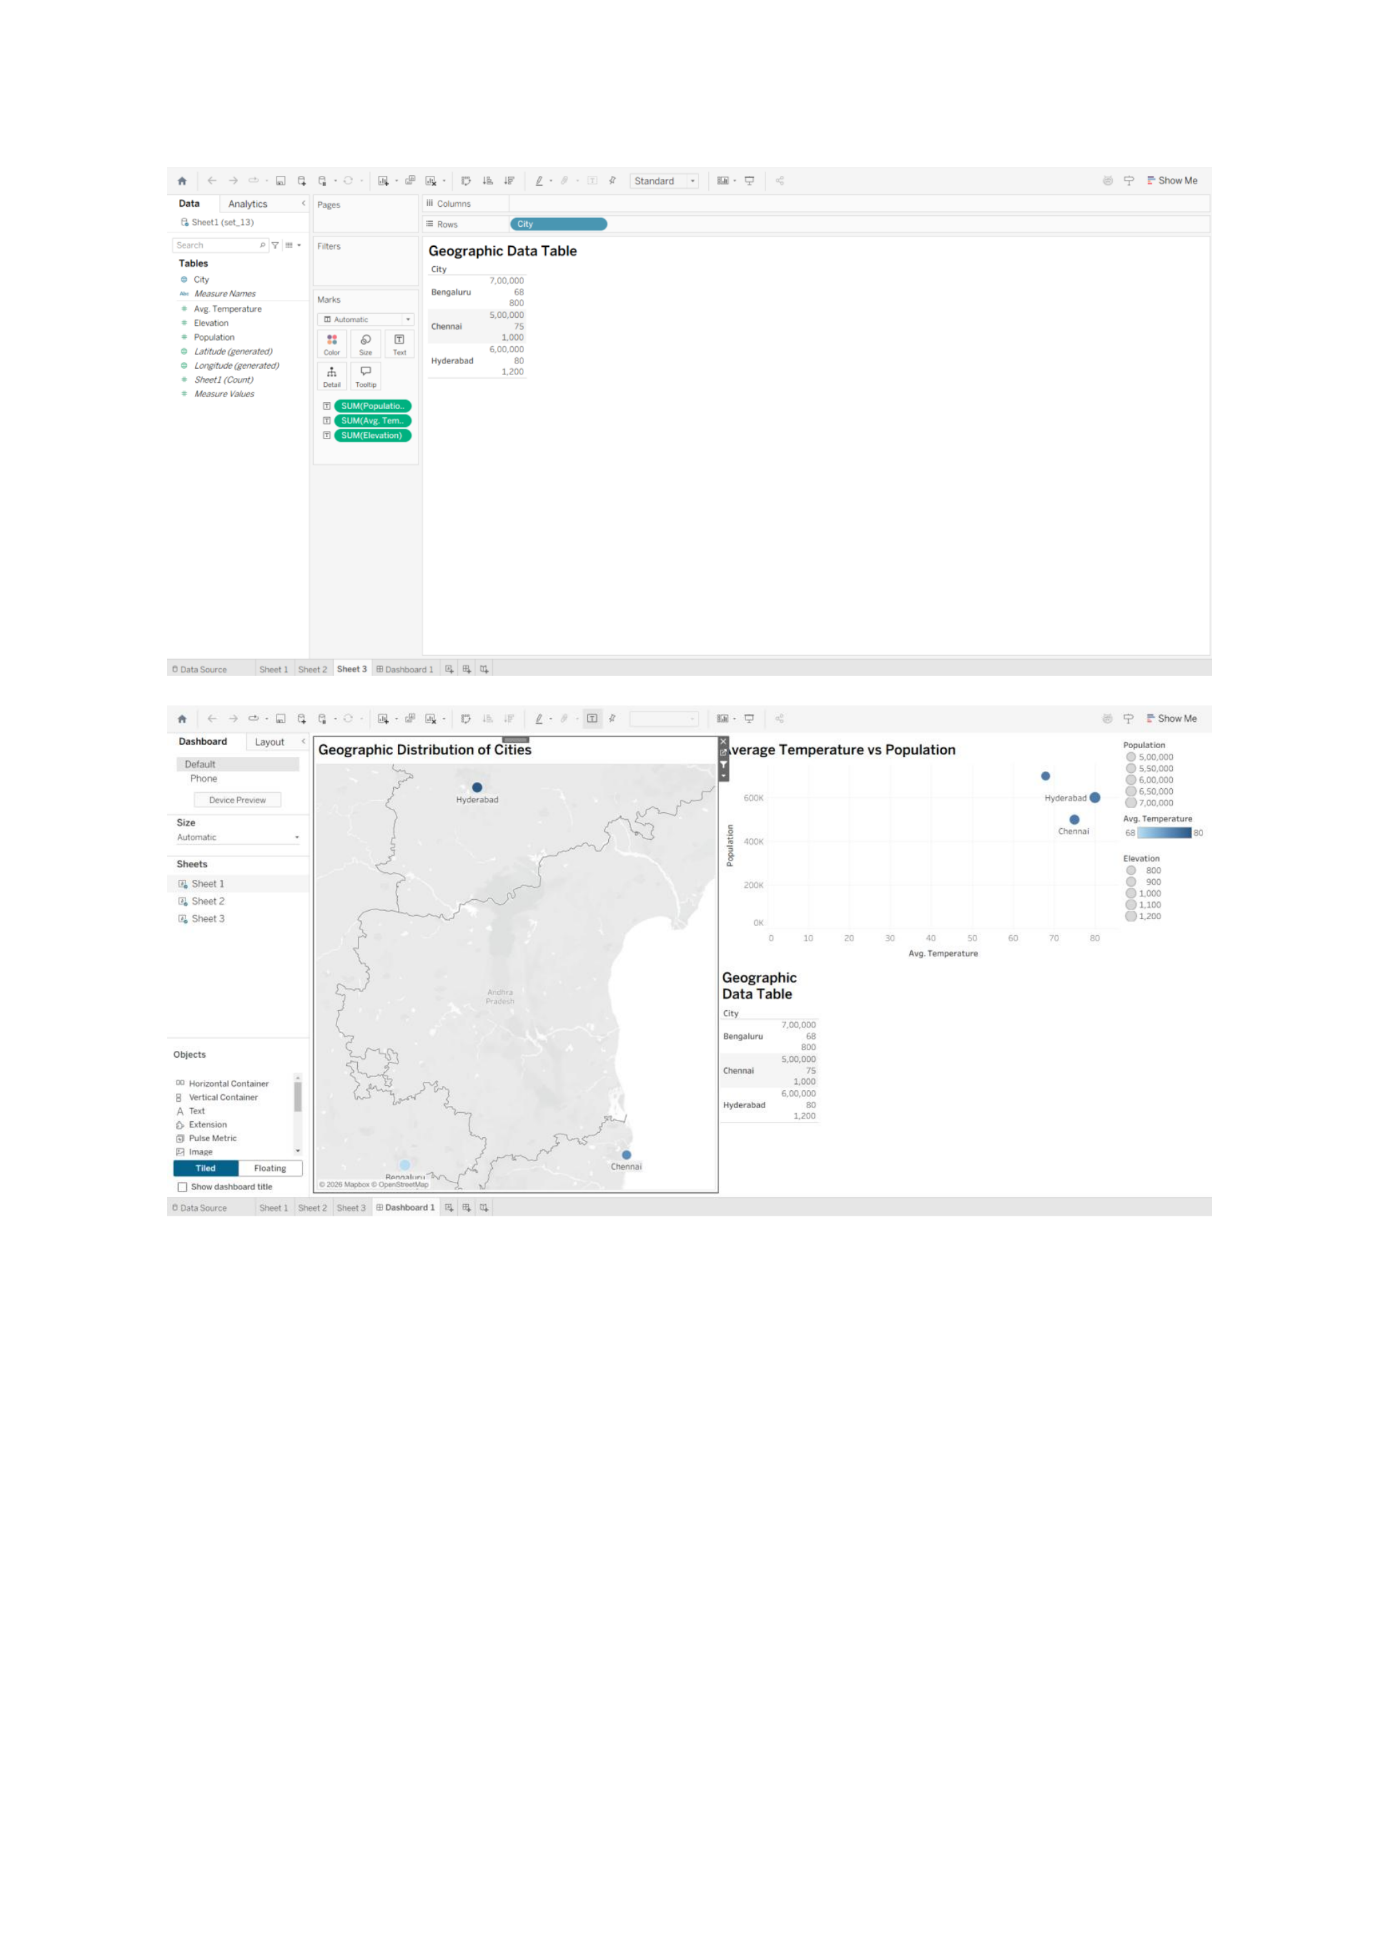 Standard
Show Me
Data Analytics
Pages
Columns
Sheet1 (set_13)
Rows City
Search
Filters
Geographic Data Table
Tables
City
City
Measure Names
Avg. Temperature
Elevation
Population
Latitude (generated)
Longitude (generated)
Sheet1 (Count)
Measure Values
Marks
Automatic
Color Size Text
Detail Tooltip
SUM(Populatio..
SUM(Avg. Tem..
SUM(Elevation)
7,00,000
Bengaluru 68
800
5,00,000
Chennai 75
1,000
6,00,000
Hyderabad 80
1,200
Data Source Sheet 1 Sheet 2 Sheet 3 Dashboard 1
Show Me
Dashboard Layout
Default
Phone
Device Preview
Size
Automatic
Sheets
Sheet 1
Sheet 2
Sheet 3
Objects
Horizontal Container
Vertical Container
Text
Extension
Pulse Metric
Image
Tiled Floating
Show dashboard title
Geographic Distribution of Cities
Hyderabad
Andhra
Pradesh
Chennai
Bengaluru
© 2026 Mapbox © OpenStreetMap
Average Temperature vs Population
Population
600K
400K
200K
0K
Hyderabad
Chennai
0 10 20 30 40 50 60 70 80
Avg. Temperature
Population
5,00,000
5,50,000
6,00,000
6,50,000
7,00,000
Avg. Temperature
68 80
Elevation
800
900
1,000
1,100
1,200
Geographic
Data Table
City
7,00,000
Bengaluru 68
800
5,00,000
Chennai 75
1,000
6,00,000
Hyderabad 80
1,200
Data Source Sheet 1 Sheet 2 Sheet 3 Dashboard 1